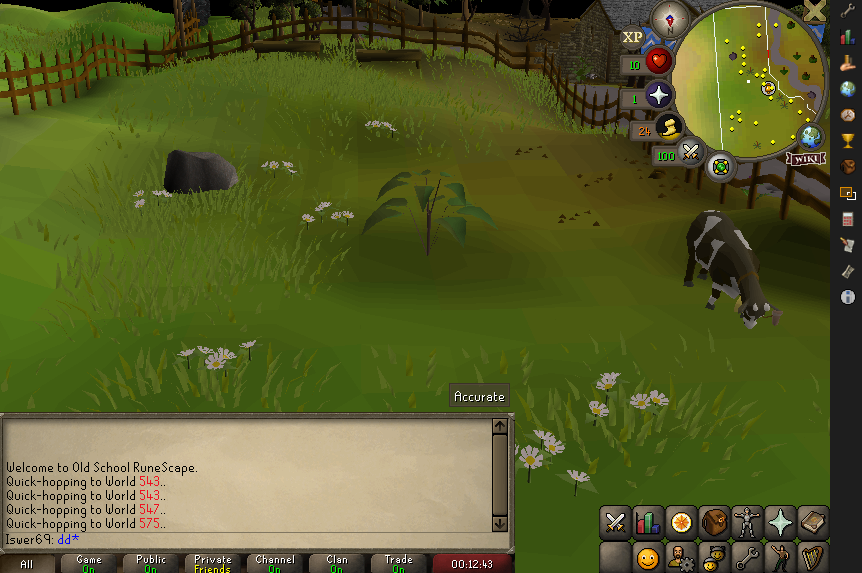 XP
10
1
24
100
WIKI
Accurate
Welcome to Old School RuneScape.
Quick-hopping to World 543..
Quick-hopping to World 543..
Quick-hopping to World 547..
Quick-hopping to World 575..
Iswer69: dd*
All
Game
On
Public
On
Private
Friends
Channel
On
Clan
On
Trade
On
00:12:43